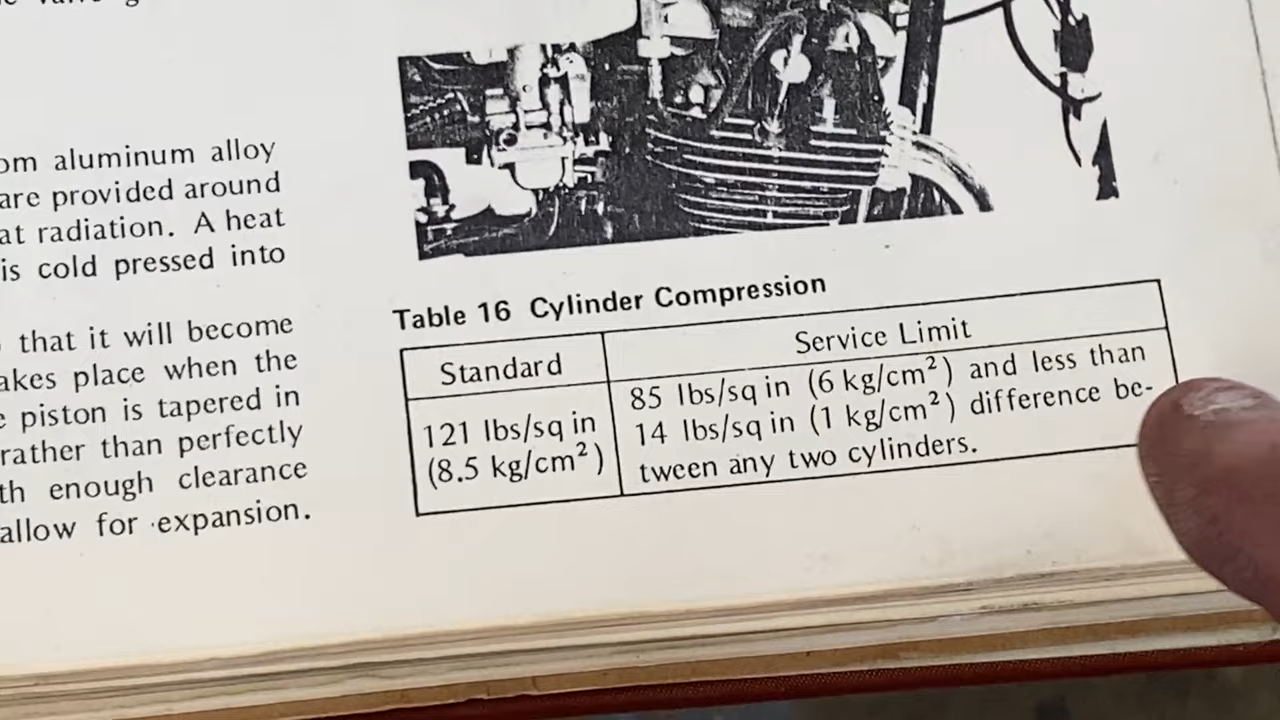 om aluminum alloy
are provided around
at radiation. A heat
is cold pressed into
that it will become
akes place when the
piston is tapered in
rather than perfectly
th enough clearance
allow for expansion.
Table 16 Cylinder Compression
Standard
Service Limit
121 lbs/sq in
(8.5 kg/cm²)
85 lbs/sq in (6 kg/cm²) and less than
14 lbs/sq in (1 kg/cm²) difference be-
tween any two cylinders.